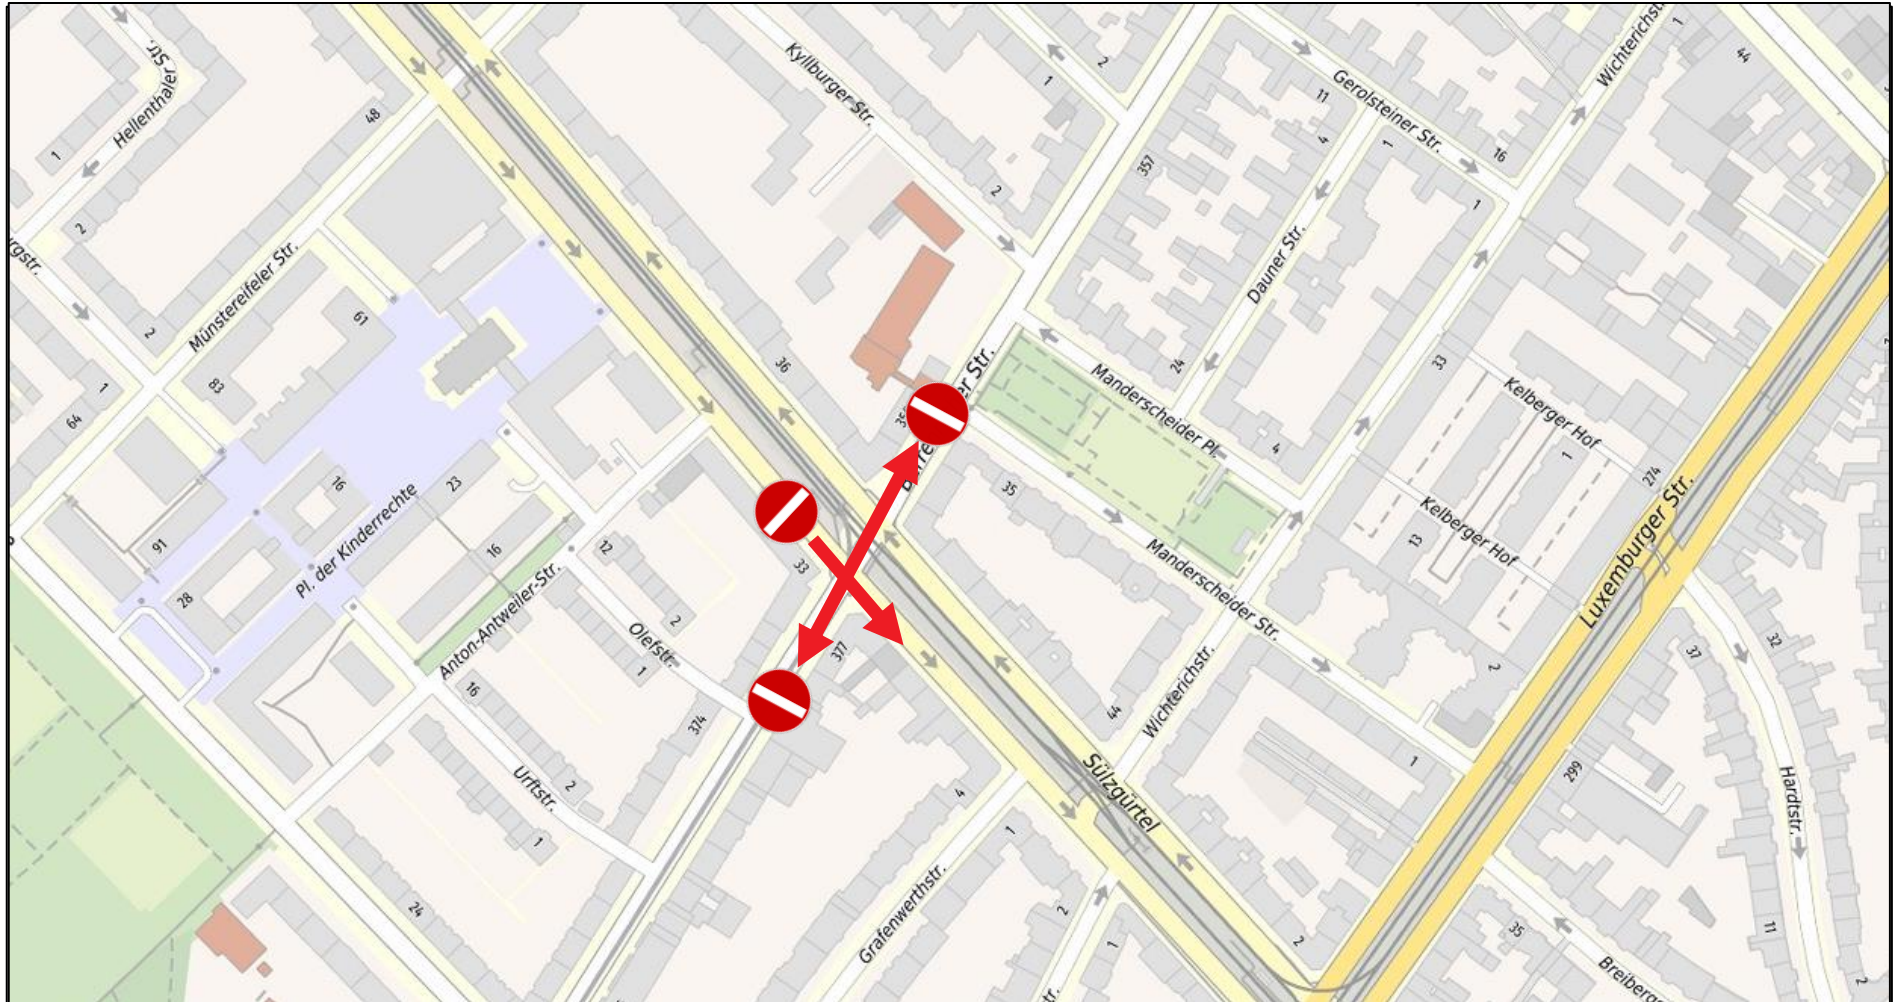 Hellenthaler Str.
1
2
48
Kyllburger Str.
2
1
2
Gerolsteiner Str.
11
4
1
16
1
357
Wichterichstr.
1
44
Münstereifeler Str.
61
2
83
1
64
36
Dauner Str.
24
Manderscheider Pl.
4
33
Kelberger Hof
1
274
Kelberger Hof
13
Luxemburger Str.
35
Manderscheider Str.
Pl. der Kinderrechte
16
23
16
91
28
12
2
33
Anton-Antweiler-Str.
Olefstr.
1
377
16
374
Urftstr.
2
1
24
Wichterichstr.
44
2
1
Sülzgürtel
4
1
Grafenwerthstr.
2
1
2
299
37
32
Hardtstr.
11
35
2